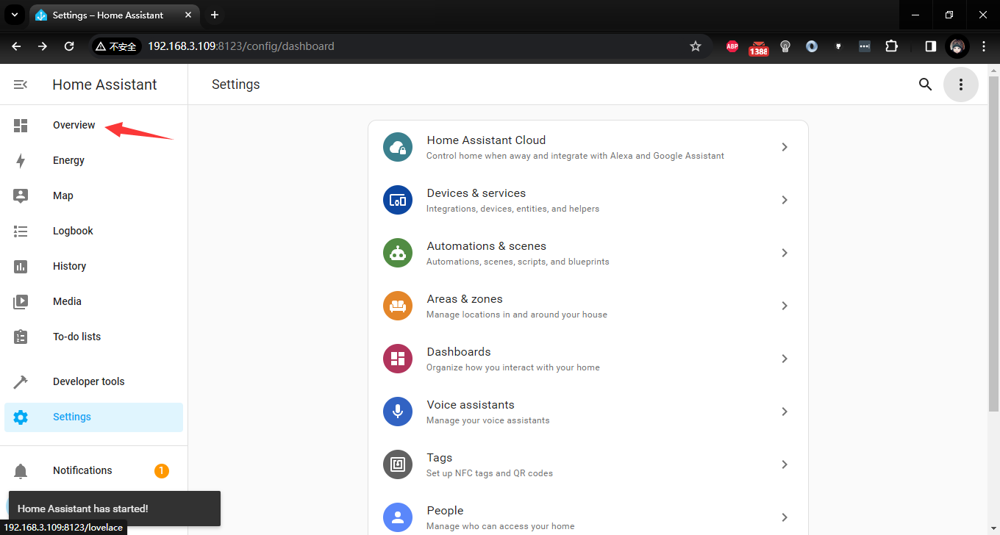 Settings – Home Assistant
不安全
192.168.3.109:8123/config/dashboard
ABP
1388
Home Assistant
Settings
Overview
Energy
Map
Logbook
History
Media
To-do lists
Developer tools
Settings
Notifications
1
Home Assistant Cloud
Control home when away and integrate with Alexa and Google Assistant
Devices & services
Integrations, devices, entities, and helpers
Automations & scenes
Automations, scenes, scripts, and blueprints
Areas & zones
Manage locations in and around your house
Dashboards
Organize how you interact with your home
Voice assistants
Manage your voice assistants
Tags
Set up NFC tags and QR codes
People
Manage who can access your home
Home Assistant has started!
192.168.3.109:8123/lovelace